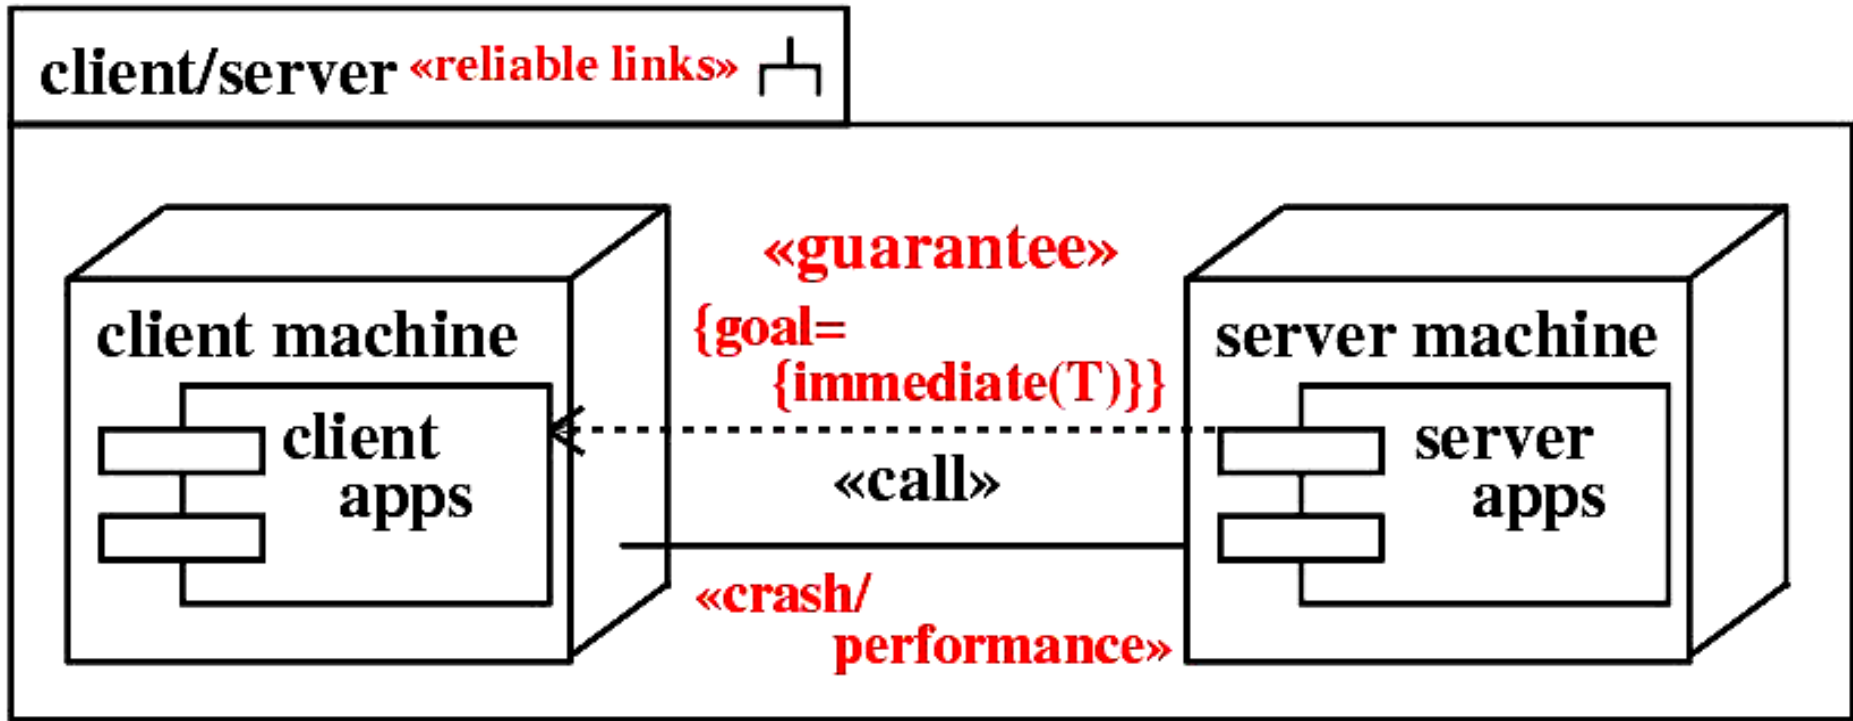 client/server «reliable links»
«guarantee»
{goal=
{immediate(T)}}
client machine
server machine
client
apps
server
apps
«call»
«crash/
performance»